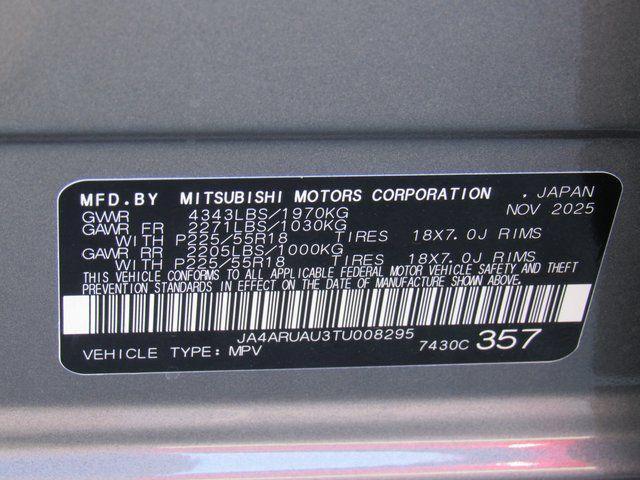 MFD.BY MITSUBISHI MOTORS CORPORATION . JAPAN
GVWR 4343LBS/1970KG NOV 2025
GAWR FR 2271LBS/1030KG
WITH P225/55R18 TIRES 18X7.0J RIMS
GAWR RR 2205LBS/1000KG
WITH P225/55R18 TIRES 18X7.0J RIMS
THIS VEHICLE CONFORMS TO ALL APPLICABLE FEDERAL MOTOR VEHICLE SAFETY AND THEFT
PREVENTION STANDARDS IN EFFECT ON THE DATE OF MANUFACTURE SHOWN ABOVE.
JA4ARUAU3TU008295
VEHICLE TYPE: MPV 7430C 357